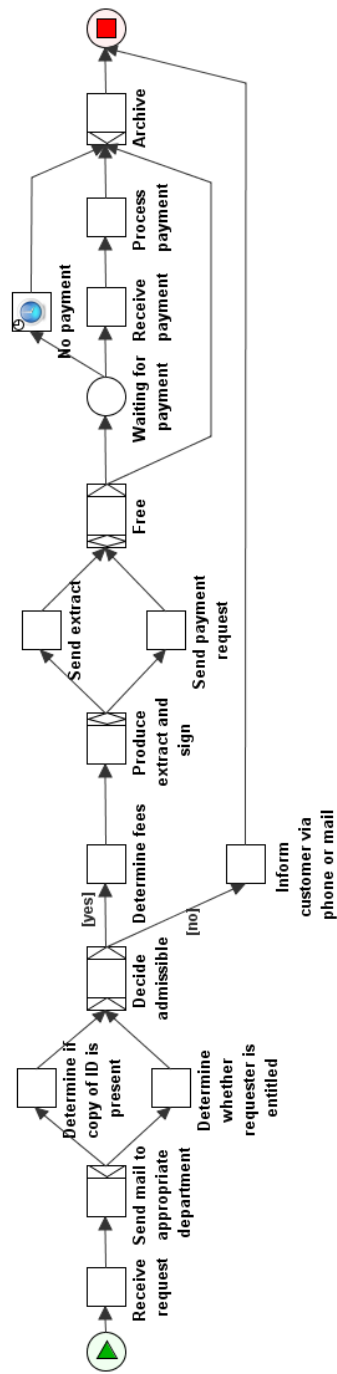 Receive
request
Send mail to
appropriate
department
Determine if
copy of ID is
present
Determine
whether
requester is
entitled
Decide
admissible
[yes]
[no]
Determine fees
Inform
customer via
phone or mail
Produce
extract and
sign
Send extract
Send payment
request
Free
Waiting for
payment
No payment
Receive
payment
Process
payment
Archive